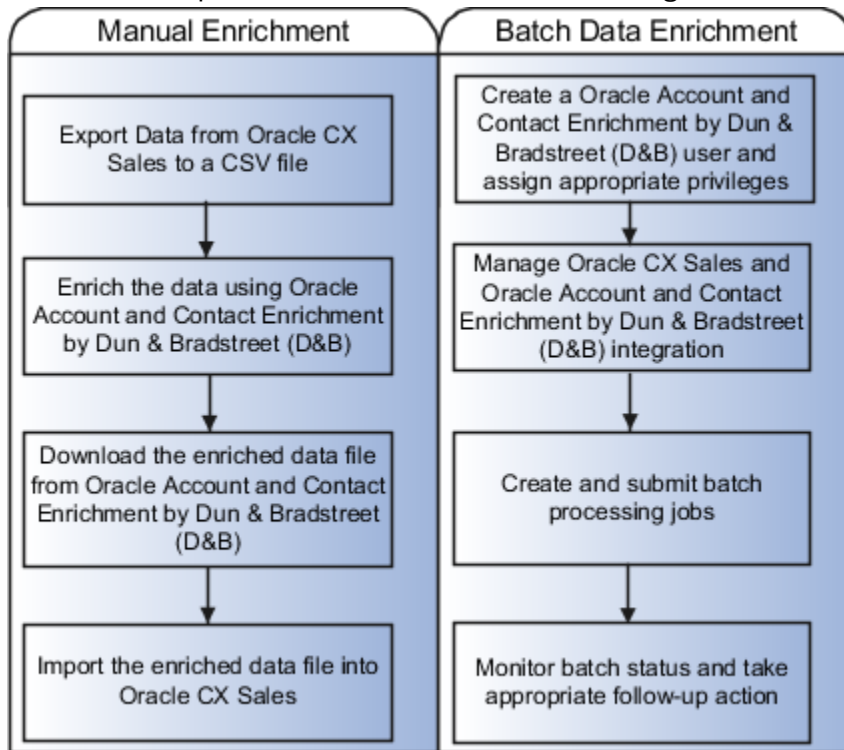 Manual Enrichment
Export Data from Oracle CX
Sales to a CSV file
Enrich the data using Oracle
Account and Contact Enrichment
by Dun & Bradstreet (D&B)
Download the enriched data file
from Oracle Account and Contact
Enrichment by Dun & Bradstreet
(D&B)
Import the enriched data file into
Oracle CX Sales
Batch Data Enrichment
Create a Oracle Account and
Contact Enrichment by Dun &
Bradstreet (D&B) user and
assign appropriate privileges
Manage Oracle CX Sales and
Oracle Account and Contact
Enrichment by Dun & Bradstreet
(D&B) integration
Create and submit batch
processing jobs
Monitor batch status and take
appropriate follow-up action